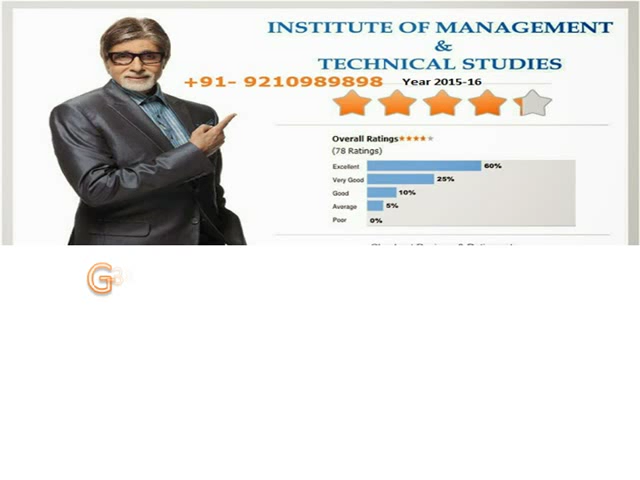 INSTITUTE OF MANAGEMENT
&
TECHNICAL STUDIES
+91- 9210989898 Year 2015-16
Overall Ratings
(78 Ratings)
Excellent 60%
Very Good 25%
Good 10%
Average 5%
Poor 0%
G